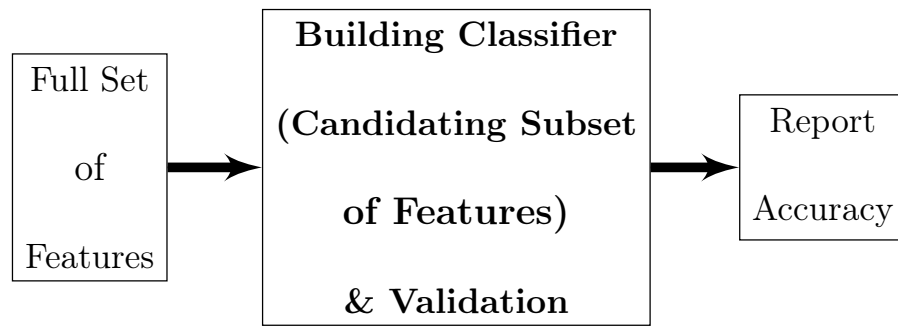 Full Set
of
Features
Building Classifier
(Candidating Subset
of Features)
& Validation
Report
Accuracy